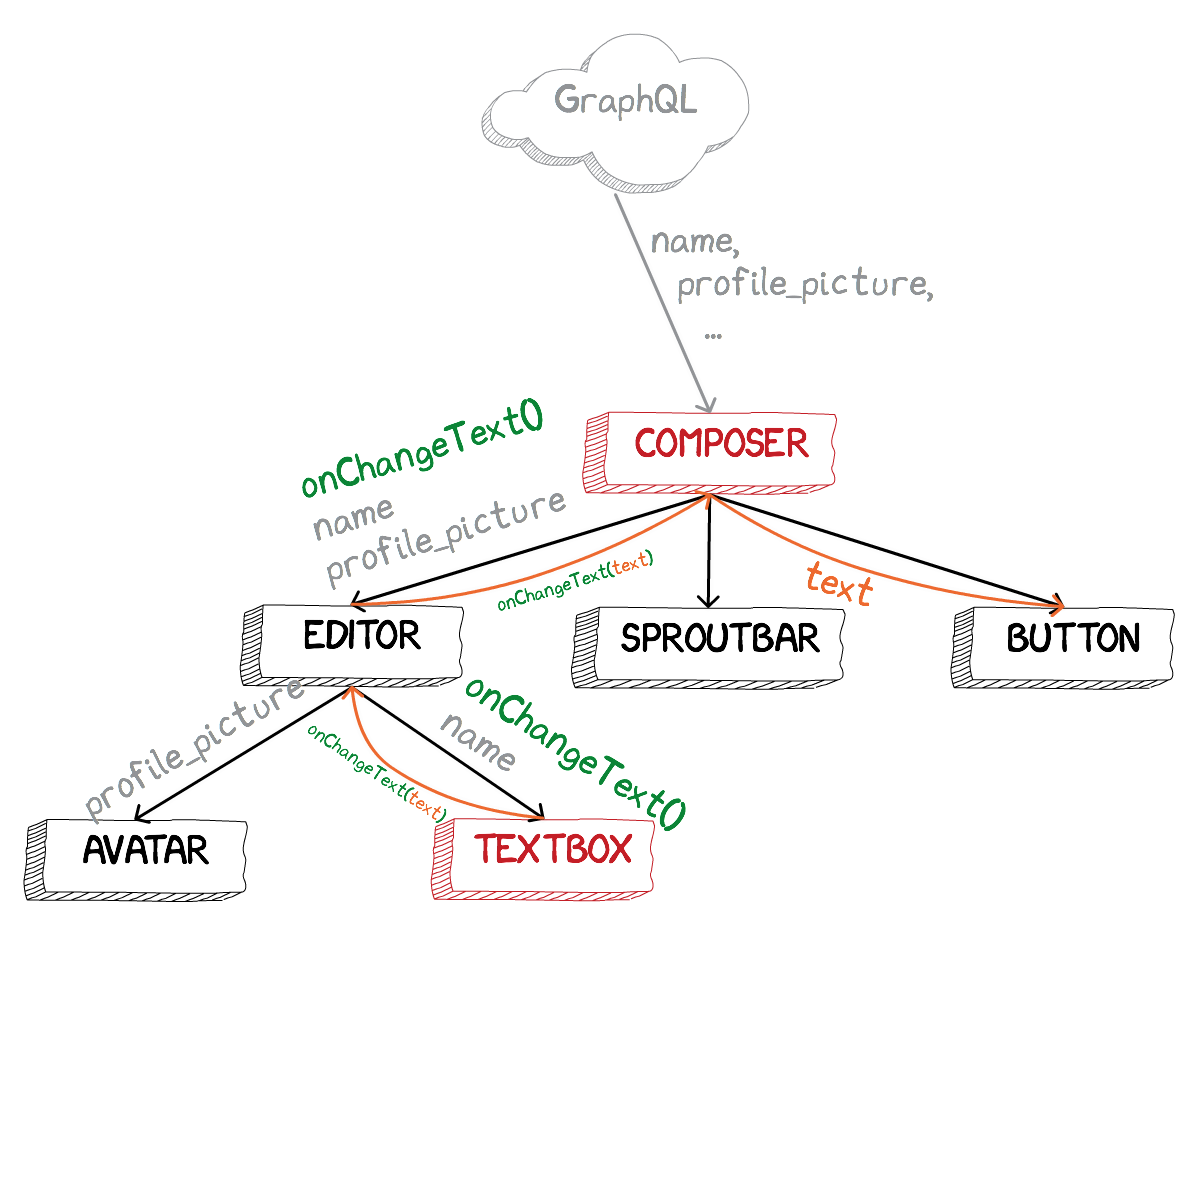 GraphQL
name,
profile_picture,
...
COMPOSER
onChangeText()
name
profile_picture
onChangeText(text)
text
EDITOR
SPROUTBAR
BUTTON
profile_picture
onChangeText(text)
name
onChangeText()
AVATAR
TEXTBOX